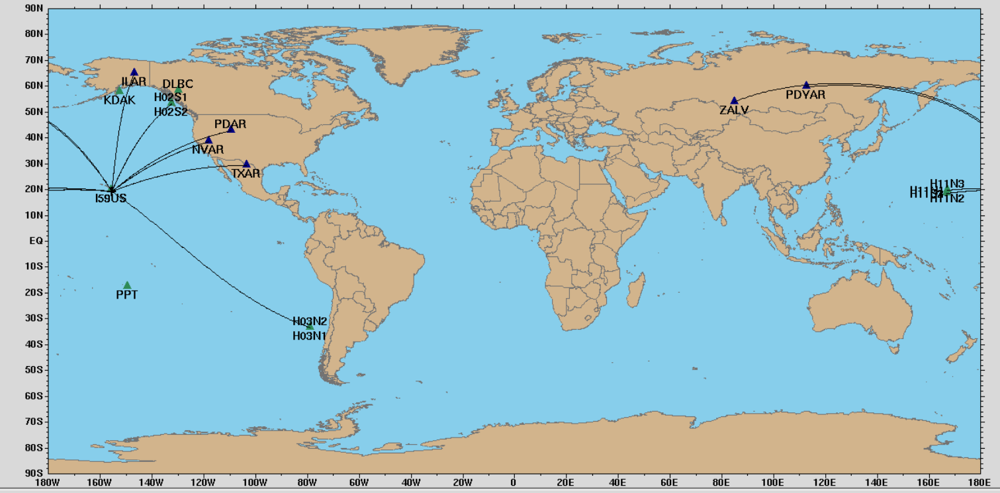 90N
80N
70N
60N
50N
40N
30N
20N
10N
EQ
10S
20S
30S
40S
50S
60S
70S
80S
90S
ILAR
DLBC
KDAK
H02S1
H02S2
PDAR
NVAR
TXAR
I59US
PPT
H03N2
H03N1
PDYAR
ZALV
H11N3
H11N2
180W
160W
140W
120W
100W
80W
60W
40W
20W
0
20E
40E
60E
80E
100E
120E
140E
160E
180E